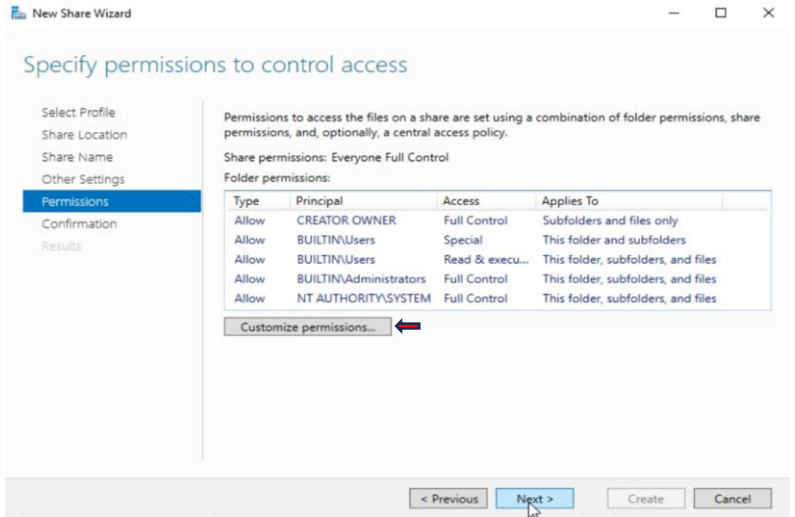 New Share Wizard
Specify permissions to control access
Select Profile
Share Location
Share Name
Other Settings
Permissions
Confirmation
Results
Permissions to access the files on a share are set using a combination of folder permissions, share
permissions, and, optionally, a central access policy.
Share permissions: Everyone Full Control
Folder permissions:
Type Principal Access Applies To
Allow CREATOR OWNER Full Control Subfolders and files only
Allow BUILTIN\Users Special This folder and subfolders
Allow BUILTIN\Users Read & execu... This folder, subfolders, and files
Allow BUILTIN\Administrators Full Control This folder, subfolders, and files
Allow NT AUTHORITY\SYSTEM Full Control This folder, subfolders, and files
Customize permissions...
< Previous Next > Create Cancel